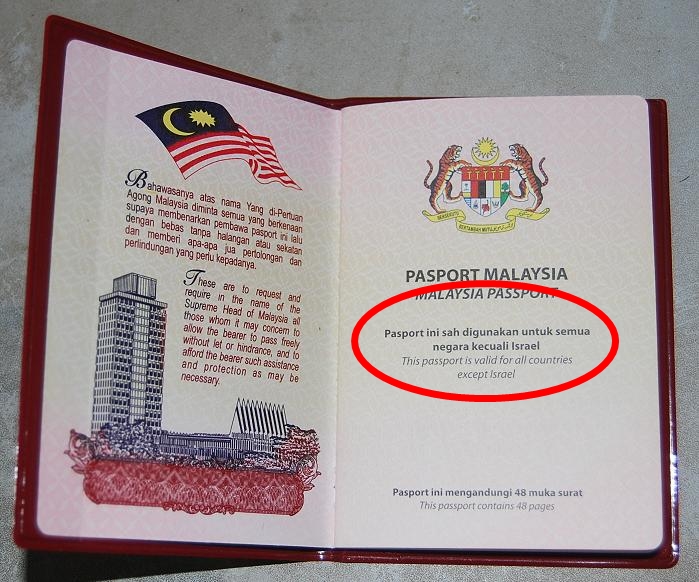 Bahawasanya atas nama Yang di-Pertuan
Agong Malaysia diminta semua yang berkenaan
supaya membenarkan pembawa pasport ini lalu
dengan bebas tanpa halangan atau sekatan
dan memberi apa-apa jua pertolongan dan
perlindungan yang perlu kepadanya.
These are to request and
require in the name of the
Supreme Head of Malaysia all
those whom it may concern to
allow the bearer to pass freely
without let or hindrance, and to
afford the bearer such assistance
and protection as may be
necessary.
BERSEKUTU
BERTAMBAH MUTU
PASPORT MALAYSIA
MALAYSIA PASSPORT
Pasport ini sah digunakan untuk semua
negara kecuali Israel
This passport is valid for all countries
except Israel
Pasport ini mengandungi 48 muka surat
This passport contains 48 pages